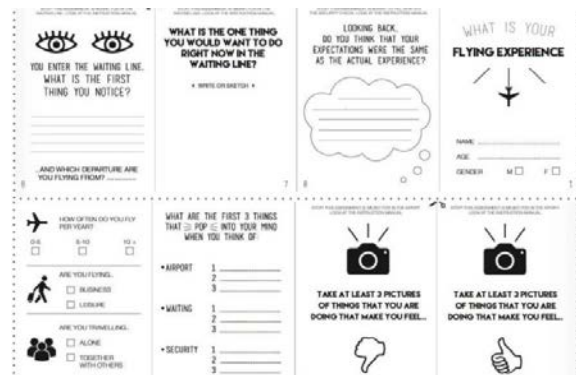 YOU ENTER THE WAITING LINE.
WHAT IS THE FIRST
THING YOU NOTICE?
...AND WHICH DEPARTURE ARE
YOU FLYING FROM?
6
WHAT IS THE ONE THING
YOU WOULD WANT TO DO
RIGHT NOW IN THE
WAITING LINE?
WRITE OR SKETCH
7
LOOKING BACK,
DO YOU THINK THAT YOUR
EXPECTATIONS WERE THE SAME
AS THE ACTUAL EXPERIENCE?
8
WHAT IS YOUR
FLYING EXPERIENCE
NAME
AGE
GENDER M F
1
HOW OFTEN DO YOU FLY
PER YEAR?
0-5 5-10 10 >
ARE YOU FLYING..
BUSINESS
LEISURE
ARE YOU TRAVELLING..
ALONE
TOGETHER
WITH OTHERS
WHAT ARE THE FIRST 3 THINGS
THAT POP INTO YOUR MIND
WHEN YOU THINK OF
• AIRPORT 1
2
3
• WAITING 1
2
3
• SECURITY 1
2
3
TAKE AT LEAST 3 PICTURES
OF THINGS THAT YOU ARE
DOING THAT MAKE YOU FEEL...
TAKE AT LEAST 3 PICTURES
OF THINGS THAT YOU ARE
DOING THAT MAKE YOU FEEL...